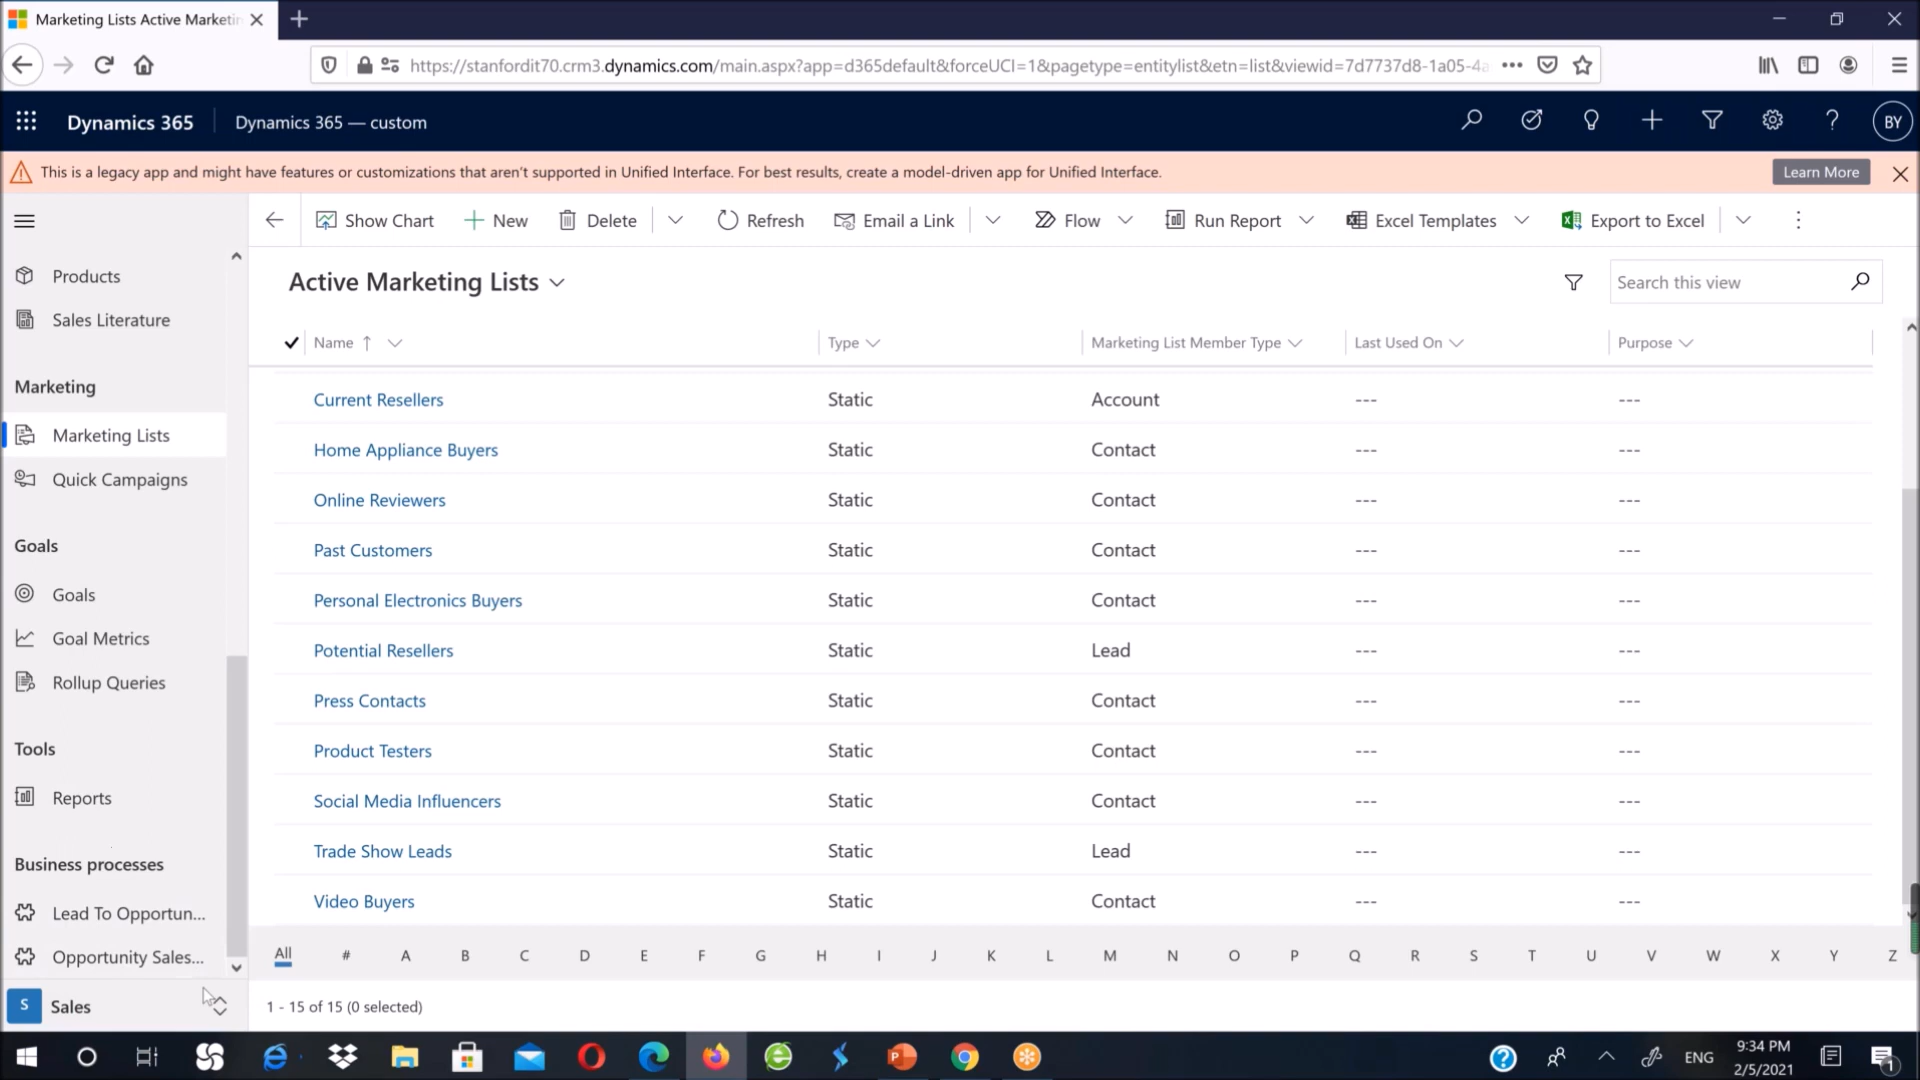 Marketing Lists Active Marketin
https://stanfordit70.crm3.dynamics.com/main.aspx?app=d365default&forceUCI=1&pagetype=entitylist&etn=list&viewid=7d7737d8-1a05-4a
Dynamics 365 Dynamics 365 — custom BY
This is a legacy app and might have features or customizations that aren't supported in Unified Interface. For best results, create a model-driven app for Unified Interface. Learn More
Show Chart New Delete Refresh Email a Link Flow Run Report Excel Templates Export to Excel
Products
Sales Literature
Marketing
Marketing Lists
Quick Campaigns
Goals
Goals
Goal Metrics
Rollup Queries
Tools
Reports
Business processes
Lead To Opportun...
Opportunity Sales...
S Sales
Active Marketing Lists Search this view
Name Type Marketing List Member Type Last Used On Purpose
Current Resellers Static Account --- ---
Home Appliance Buyers Static Contact --- ---
Online Reviewers Static Contact --- ---
Past Customers Static Contact --- ---
Personal Electronics Buyers Static Contact --- ---
Potential Resellers Static Lead --- ---
Press Contacts Static Contact --- ---
Product Testers Static Contact --- ---
Social Media Influencers Static Contact --- ---
Trade Show Leads Static Lead --- ---
Video Buyers Static Contact --- ---
All # A B C D E F G H I J K L M N O P Q R S T U V W X Y Z
1 - 15 of 15 (0 selected)
ENG 9:34 PM 1
2/5/2021